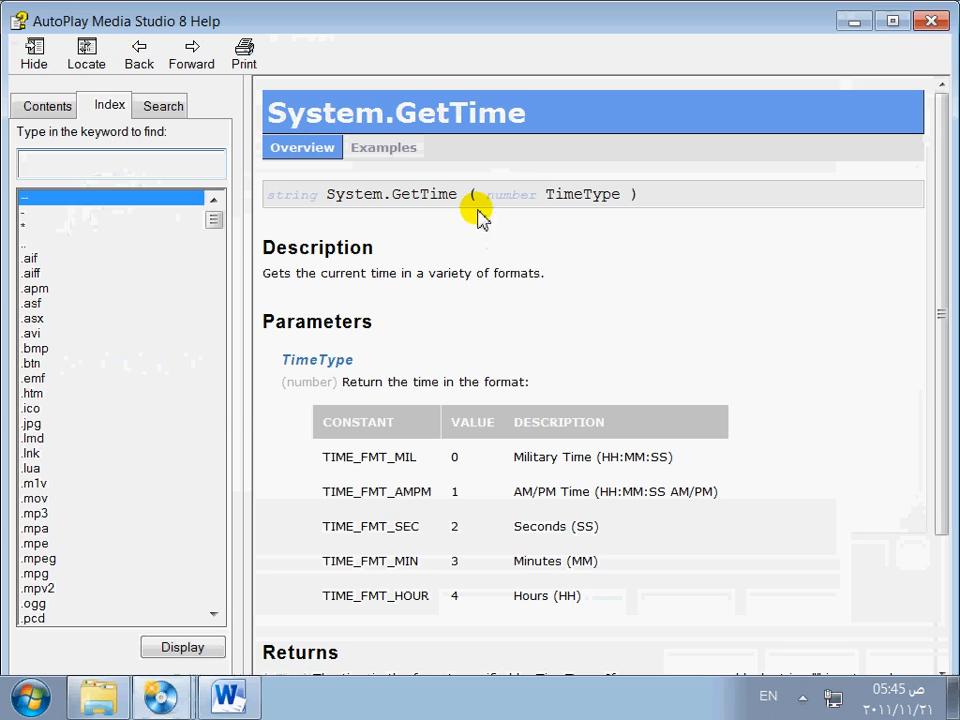 AutoPlay Media Studio 8 Help
Hide Locate Back Forward Print
Contents Index Search
Type in the keyword to find:
--
-
*
..
.aif
.aiff
.apm
.asf
.asx
.avi
.bmp
.btn
.emf
.htm
.ico
.jpg
.lmd
.lnk
.lua
.m1v
.mov
.mp3
.mpa
.mpe
.mpeg
.mpg
.mpv2
.ogg
.pcd
Display
System.GetTime
Overview Examples
string System.GetTime ( number TimeType )
Description
Gets the current time in a variety of formats.
Parameters
TimeType
(number) Return the time in the format:
CONSTANT VALUE DESCRIPTION
TIME_FMT_MIL 0 Military Time (HH:MM:SS)
TIME_FMT_AMPM 1 AM/PM Time (HH:MM:SS AM/PM)
TIME_FMT_SEC 2 Seconds (SS)
TIME_FMT_MIN 3 Minutes (MM)
TIME_FMT_HOUR 4 Hours (HH)
Returns
EN
05:45 ص
٢٠١١/١١/٢١